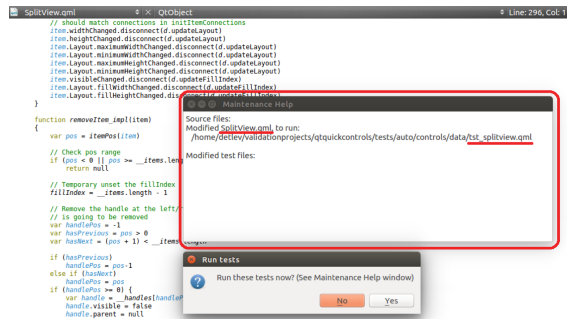 SplitView.qml QtObject Line: 296, Col: 1
// should match connections in initItemConnections
item.widthChanged.disconnect(d.updateLayout)
item.heightChanged.disconnect(d.updateLayout)
item.Layout.maximumWidthChanged.disconnect(d.updateLayout)
item.Layout.minimumWidthChanged.disconnect(d.updateLayout)
item.Layout.maximumHeightChanged.disconnect(d.updateLayout)
item.Layout.minimumHeightChanged.disconnect(d.updateLayout)
item.visibleChanged.disconnect(d.updateFillIndex)
item.Layout.fillWidthChanged.disconnect(d.updateFillIndex)
item.Layout.fillHeightChanged.disconnect(d.updateFillIndex)
}
function removeItem_impl(item)
{
var pos = itemPos(item)
// Check pos range
if (pos < 0 || pos >= __items.leng
return null
// Temporary unset the fillIndex
fillIndex = __items.length - 1
// Remove the handle at the left/
// is going to be removed
var handlePos = -1
var hasPrevious = pos > 0
var hasNext = (pos + 1) < __items.length
if (hasPrevious)
handlePos = pos-1
else if (hasNext)
handlePos = pos
if (handlePos >= 0) {
var handle = __handles[handleP
handle.visible = false
handle.parent = null
Maintenance Help
Source files:
Modified SplitView.qml, to run:
/home/detlev/validationprojects/qtquickcontrols/tests/auto/controls/data/tst_splitview.qml
Modified test files:
Run tests
Run these tests now? (See Maintenance Help window)
No Yes